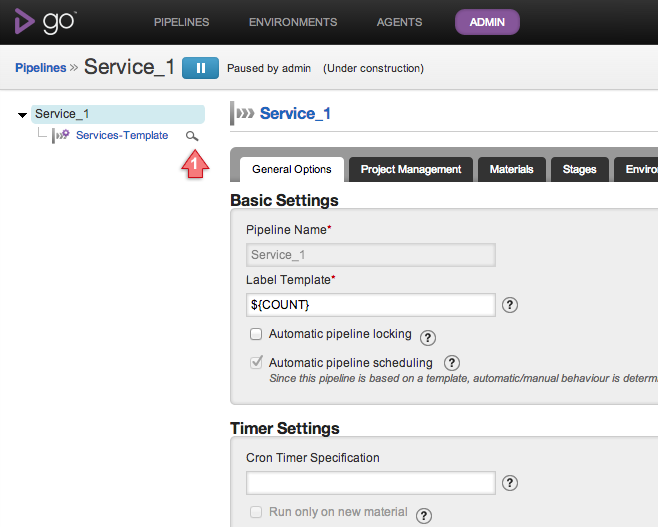 go™ PIPELINES ENVIRONMENTS AGENTS ADMIN
Pipelines » Service_1 Paused by admin (Under construction)
Service_1
Services-Template
1
Service_1
General Options Project Management Materials Stages Enviro
Basic Settings
Pipeline Name*
Service_1
Label Template*
${COUNT} ?
Automatic pipeline locking ?
Automatic pipeline scheduling ?
Since this pipeline is based on a template, automatic/manual behaviour is determi
Timer Settings
Cron Timer Specification
?
Run only on new material ?